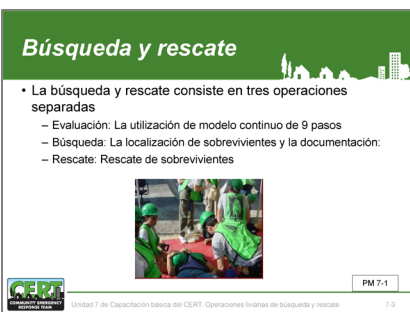 Búsqueda y rescate
• La búsqueda y rescate consiste en tres operaciones
separadas
– Evaluación: La utilización de modelo continuo de 9 pasos
– Búsqueda: La localización de sobrevivientes y la documentación:
– Rescate: Rescate de sobrevivientes
PM 7-1
CERT
COMMUNITY EMERGENCY
RESPONSE TEAM
Unidad 7 de Capacitación básica del CERT: Operaciones livianas de búsqueda y rescate
7-3